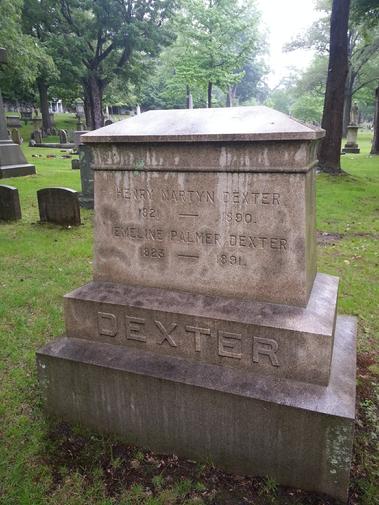 HENRY MARTYN DEXTER
1821 — 1890.
EMELINE PALMER DEXTER
1823 — 1891.
DEXTER